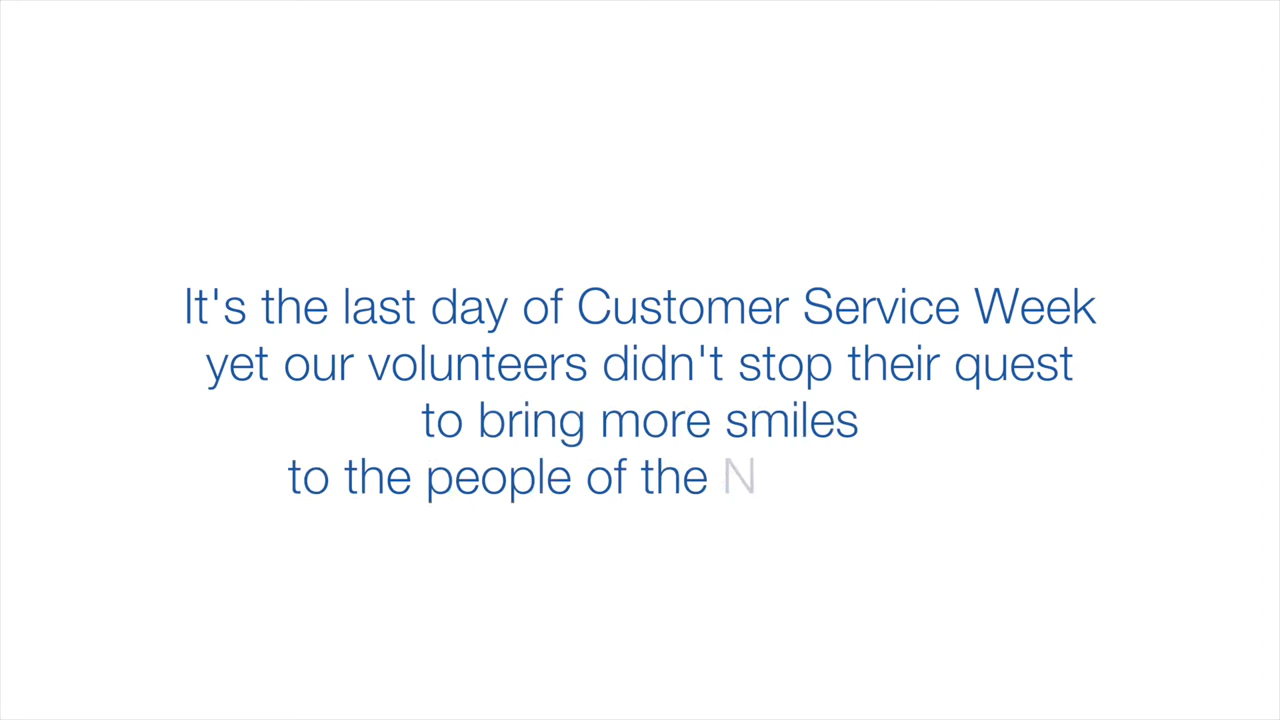 It's the last day of Customer Service Week
yet our volunteers didn't stop their quest
to bring more smiles
to the people of the N